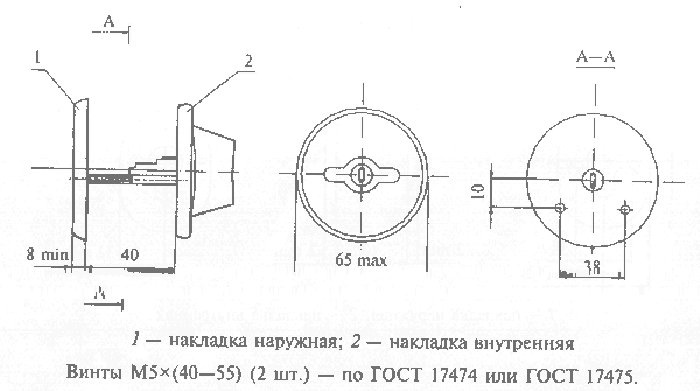 А
1
2
А—А
10
8 min
40
65 max
38
А
1 — накладка наружная; 2 — накладка внутренняя
Винты М5×(40—55) (2 шт.) — по ГОСТ 17474 или ГОСТ 17475.